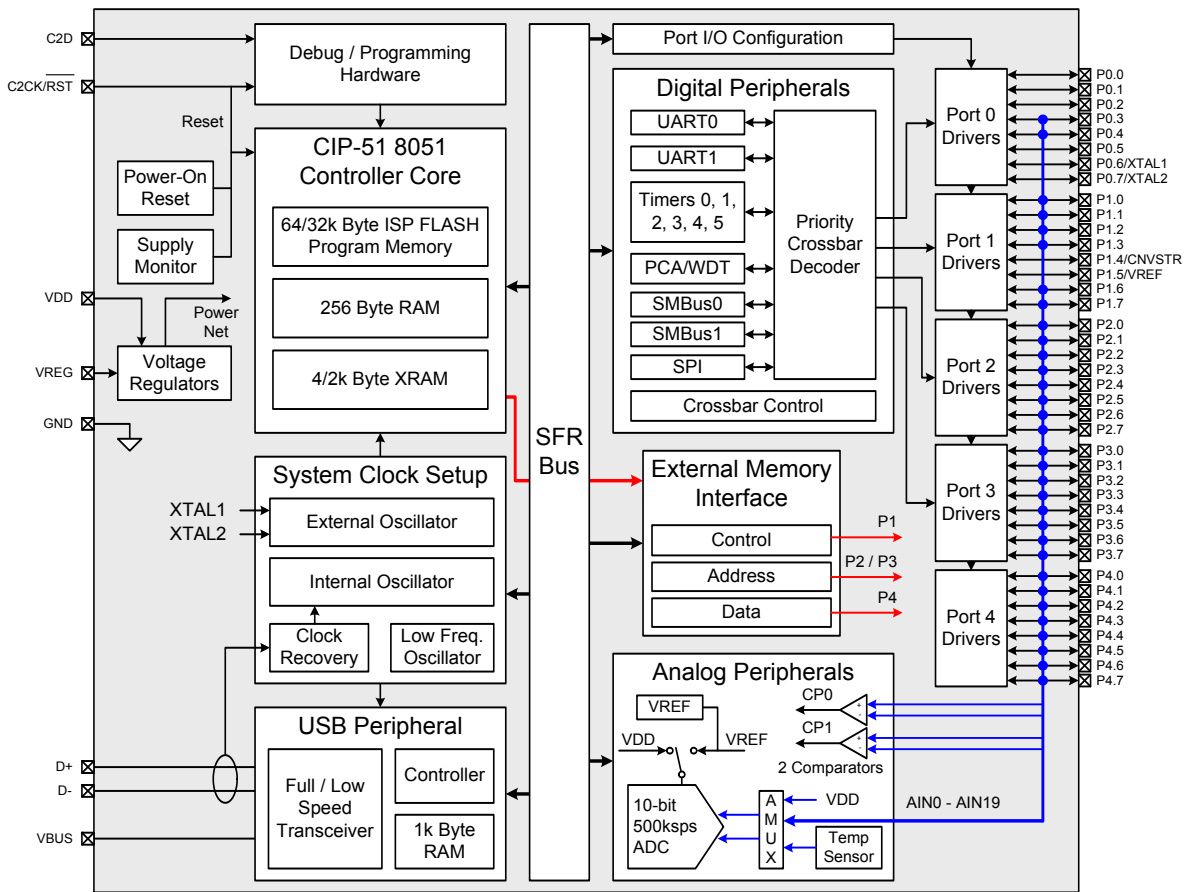 C2D
C2CK/RST
VDD
VREG
GND
D+
D-
VBUS
Debug / Programming
Hardware
Reset
Power-On
Reset
Supply
Monitor
Power
Net
Voltage
Regulators
CIP-51 8051
Controller Core
64/32k Byte ISP FLASH
Program Memory
256 Byte RAM
4/2k Byte XRAM
System Clock Setup
XTAL1
XTAL2
External Oscillator
Internal Oscillator
Clock
Recovery
Low Freq.
Oscillator
USB Peripheral
Full / Low
Speed
Transceiver
Controller
1k Byte
RAM
SFR
Bus
Port I/O Configuration
Digital Peripherals
UART0
UART1
Timers 0, 1,
2, 3, 4, 5
PCA/WDT
SMBus0
SMBus1
SPI
Priority
Crossbar
Decoder
Crossbar Control
External Memory
Interface
Control
Address
Data
P1
P2 / P3
P4
Analog Peripherals
VREF
VDD
VREF
CP0
+
-
CP1
+
-
2 Comparators
10-bit
500ksps
ADC
A
M
U
X
VDD
Temp
Sensor
AIN0 - AIN19
Port 0
Drivers
Port 1
Drivers
Port 2
Drivers
Port 3
Drivers
Port 4
Drivers
P0.0
P0.1
P0.2
P0.3
P0.4
P0.5
P0.6/XTAL1
P0.7/XTAL2
P1.0
P1.1
P1.2
P1.3
P1.4/CNVSTR
P1.5/VREF
P1.6
P1.7
P2.0
P2.1
P2.2
P2.3
P2.4
P2.5
P2.6
P2.7
P3.0
P3.1
P3.2
P3.3
P3.4
P3.5
P3.6
P3.7
P4.0
P4.1
P4.2
P4.3
P4.4
P4.5
P4.6
P4.7